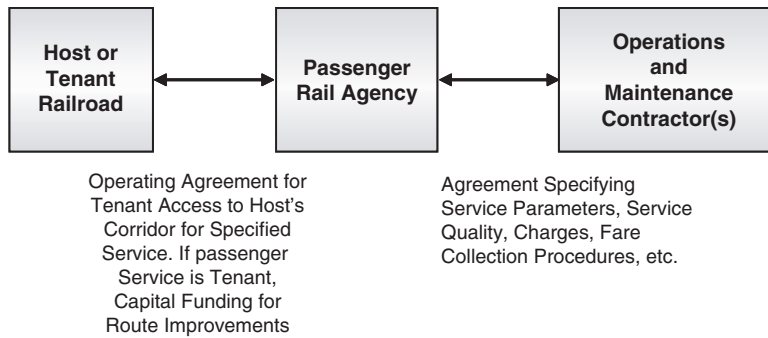 Host or
Tenant
Railroad
Passenger
Rail Agency
Operations
and
Maintenance
Contractor(s)
Operating Agreement for
Tenant Access to Host's
Corridor for Specified
Service. If passenger
Service is Tenant,
Capital Funding for
Route Improvements
Agreement Specifying
Service Parameters, Service
Quality, Charges, Fare
Collection Procedures, etc.